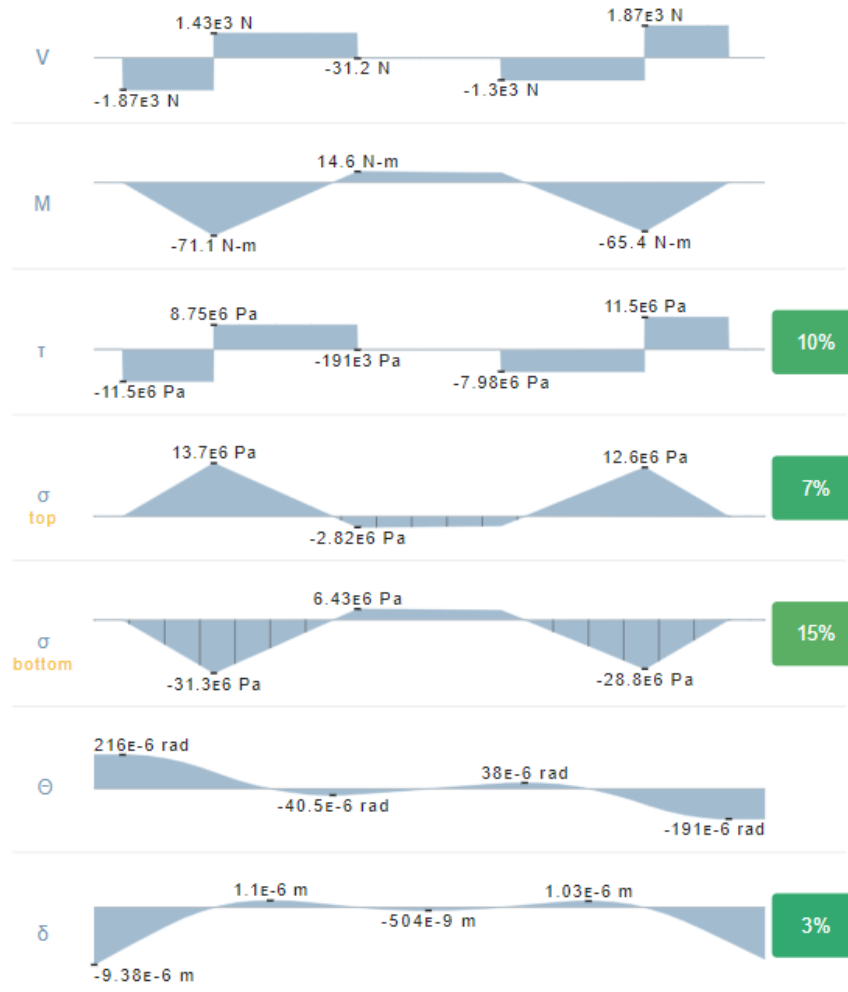 1.43E3 N
1.87E3 N
V
-31.2 N
-1.3E3 N
-1.87E3 N
14.6 N-m
M
-71.1 N-m
-65.4 N-m
8.75E6 Pa
11.5E6 Pa
10%
τ
-191E3 Pa
-7.98E6 Pa
-11.5E6 Pa
13.7E6 Pa
12.6E6 Pa
7%
σ
top
-2.82E6 Pa
6.43E6 Pa
15%
σ
bottom
-31.3E6 Pa
-28.8E6 Pa
216E-6 rad
38E-6 rad
Θ
-40.5E-6 rad
-191E-6 rad
1.1E-6 m
1.03E-6 m
3%
δ
-504E-9 m
-9.38E-6 m